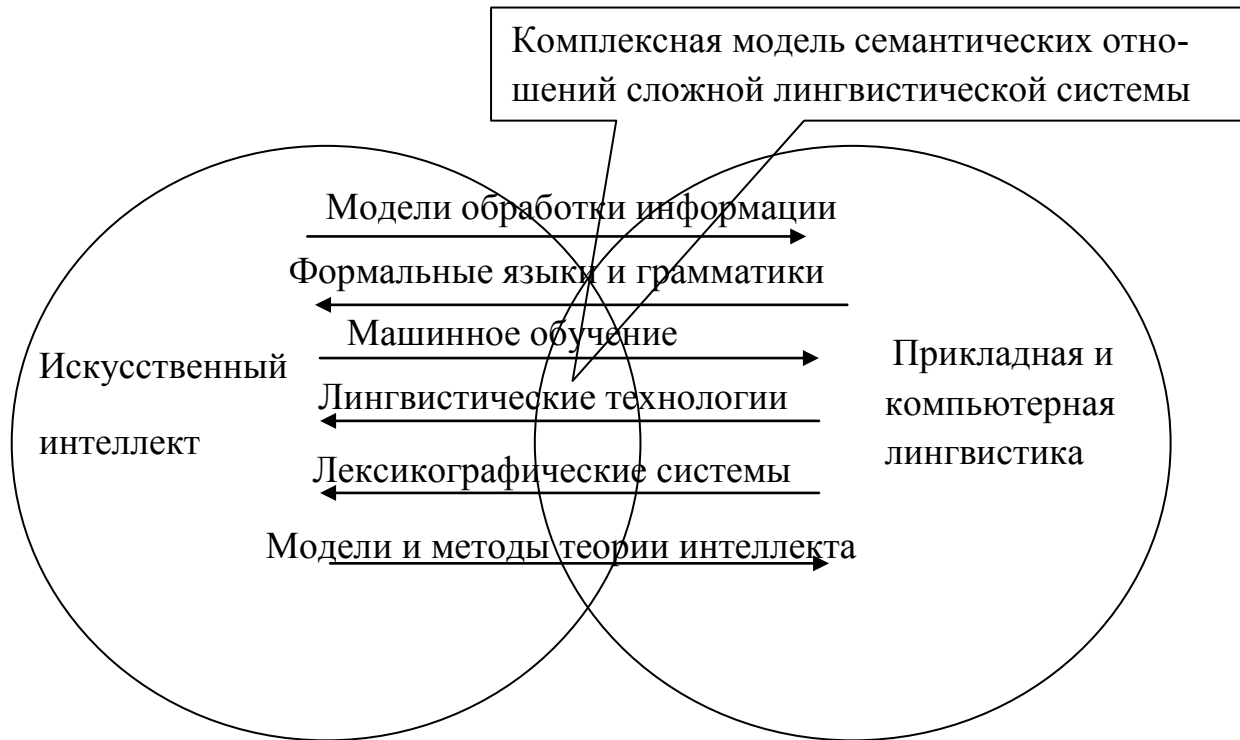 Комплексная модель семантических отно-
шений сложной лингвистической системы
Модели обработки информации
Формальные языки и грамматики
Машинное обучение
Искусственный
интеллект
Лингвистические технологии
Лексикографические системы
Модели и методы теории интеллекта
Прикладная и
компьютерная
лингвистика